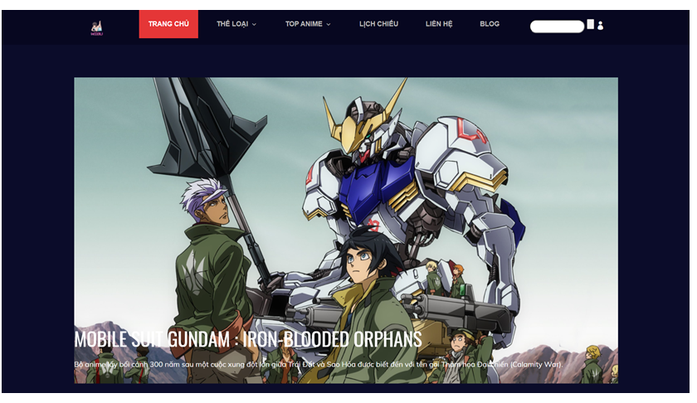 TRANG CHỦ
THỂ LOẠI
TOP ANIME
LỊCH CHIẾU
LIÊN HỆ
BLOG
MOBILE SUIT GUNDAM : IRON-BLOODED ORPHANS
Bộ anime lấy bối cảnh 300 năm sau một cuộc xung đột lớn giữa Trái Đất và Sao Hỏa được biết đến với tên gọi Thảm họa Đại chiến (Calamity War)